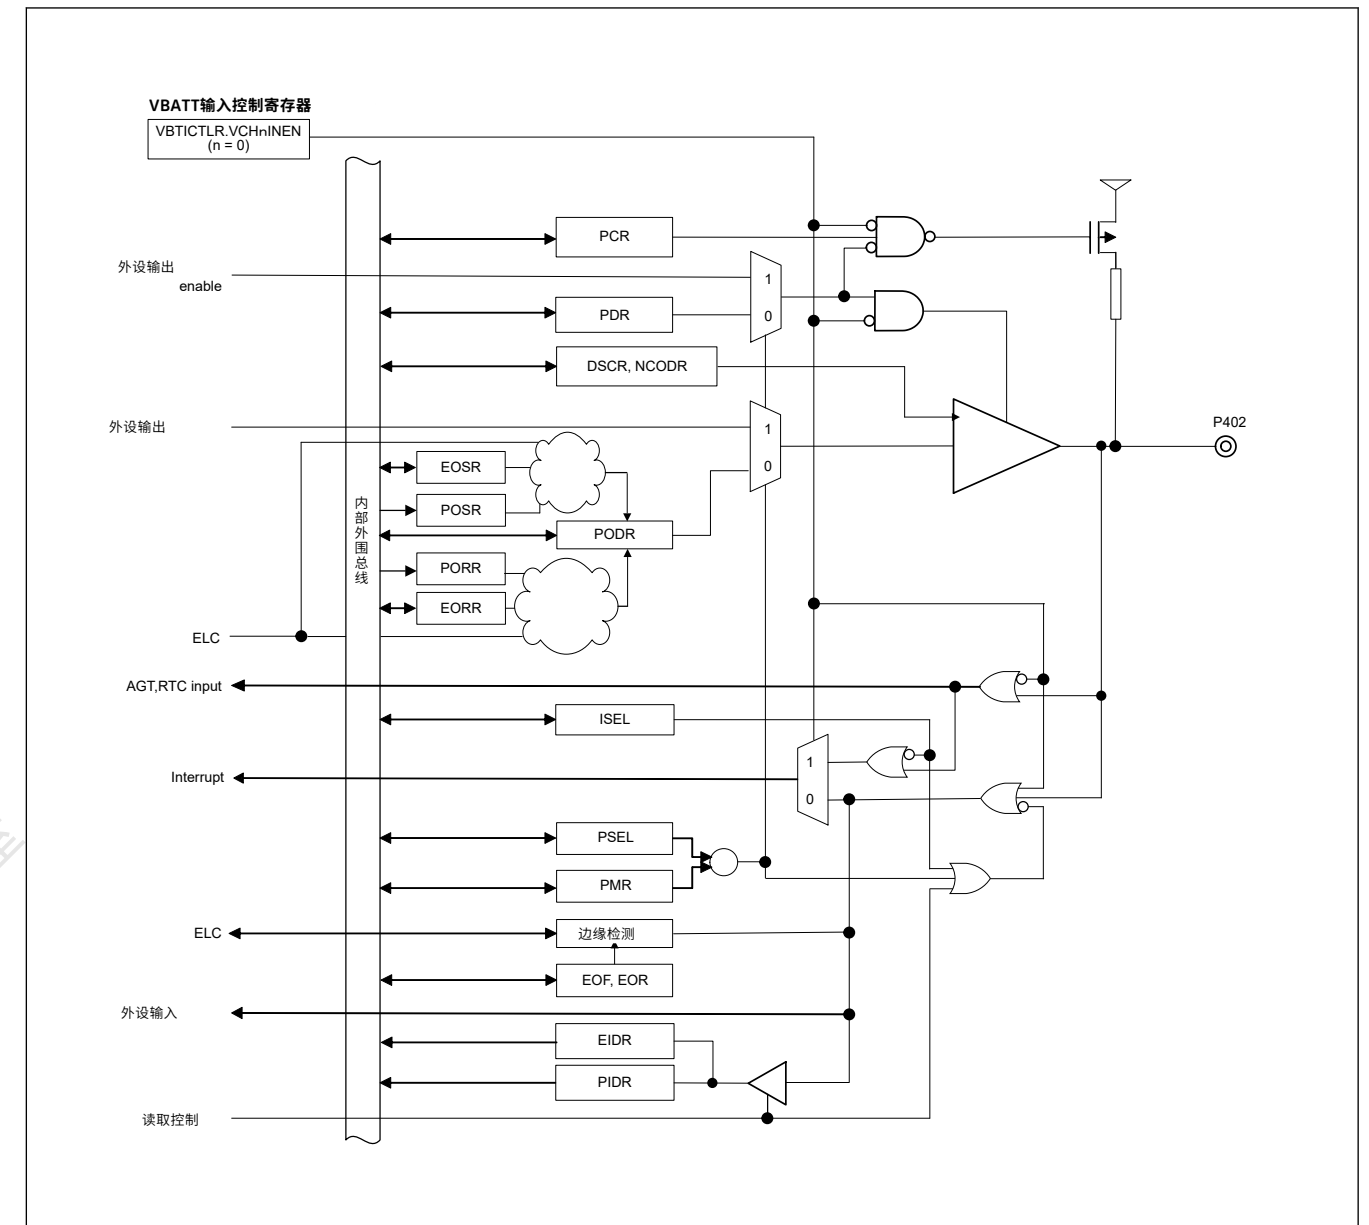 VBATT输入控制寄存器
VBTICTLR.VCHnINEN
(n = 0)
PCR
外设输出
enable
1
0
PDR
DSCR, NCODR
外设输出
1
0
P402
EOSR
POSR
内部外围总线
PODR
PORR
EORR
ELC
AGT,RTC input
ISEL
Interrupt
1
0
PSEL
PMR
ELC
边缘检测
EOF, EOR
外设输入
EIDR
PIDR
读取控制